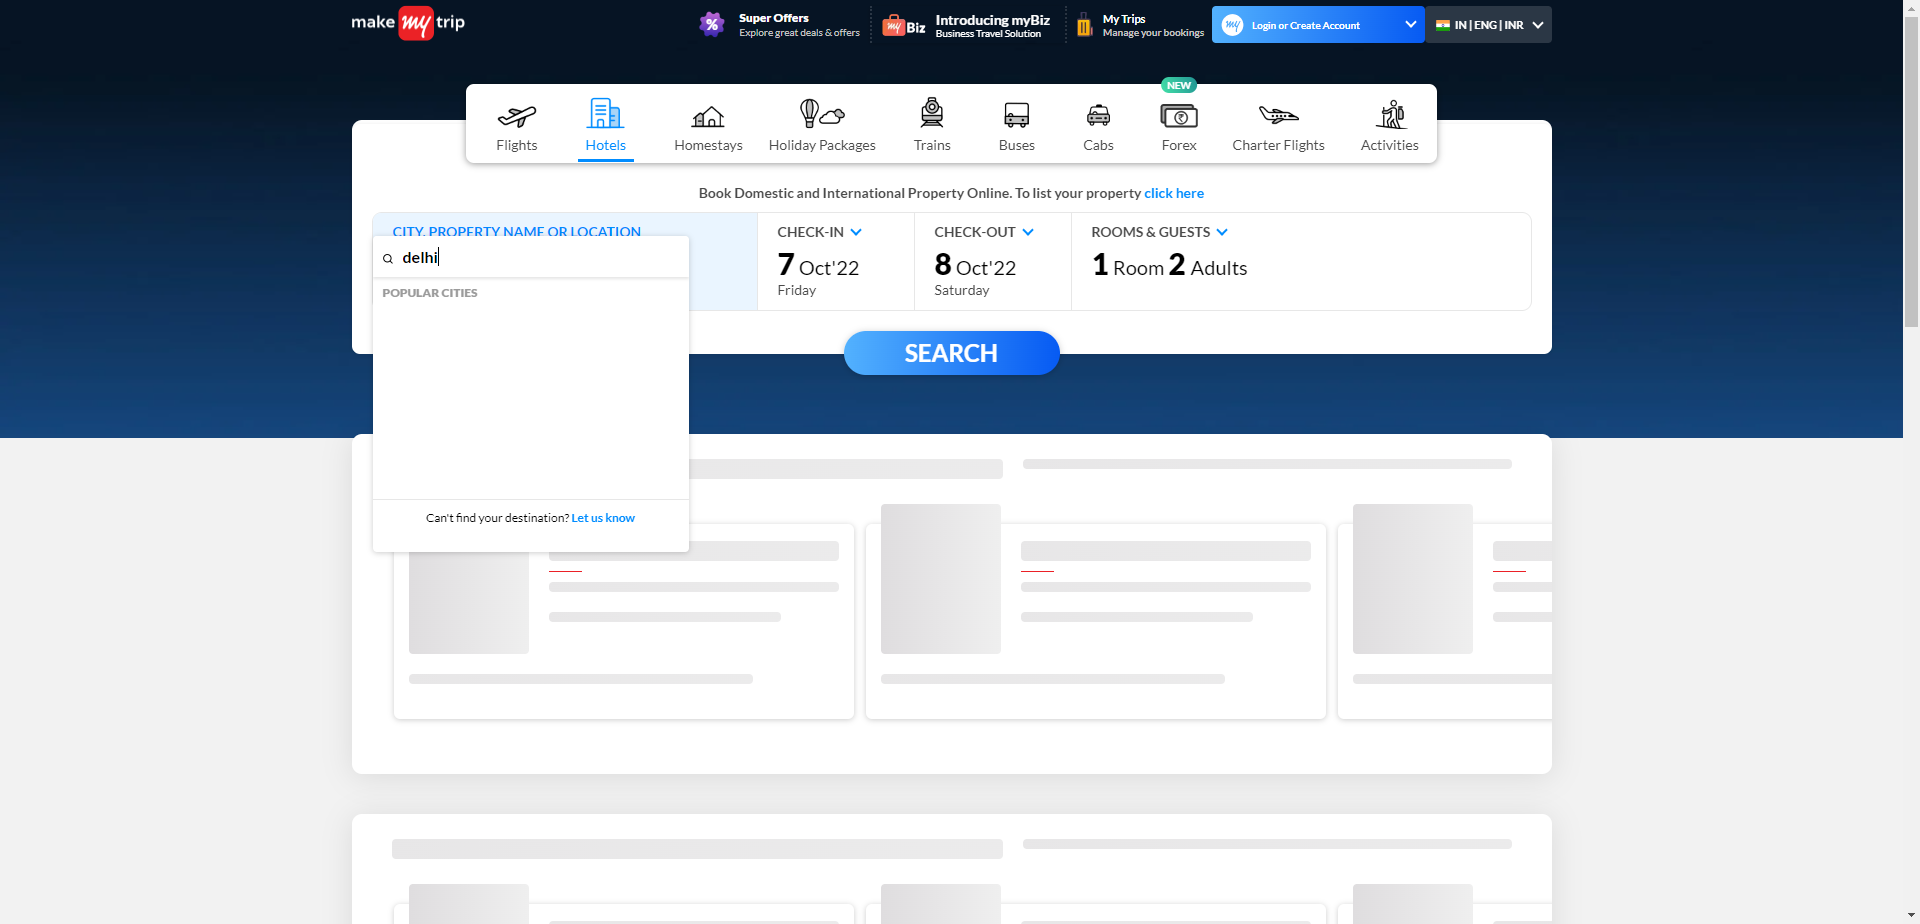 make my trip
%
Super Offers
Explore great deals & offers
my Biz
Introducing myBiz
Business Travel Solution
My Trips
Manage your bookings
my
Login or Create Account
IN | ENG | INR
NEW
Flights
Hotels
Homestays
Holiday Packages
Trains
Buses
Cabs
Forex
Charter Flights
Activities
Book Domestic and International Property Online. To list your property click here
CITY, PROPERTY NAME OR LOCATION
delhi
POPULAR CITIES
Can't find your destination? Let us know
CHECK-IN
7 Oct'22
Friday
CHECK-OUT
8 Oct'22
Saturday
ROOMS & GUESTS
1 Room 2 Adults
SEARCH